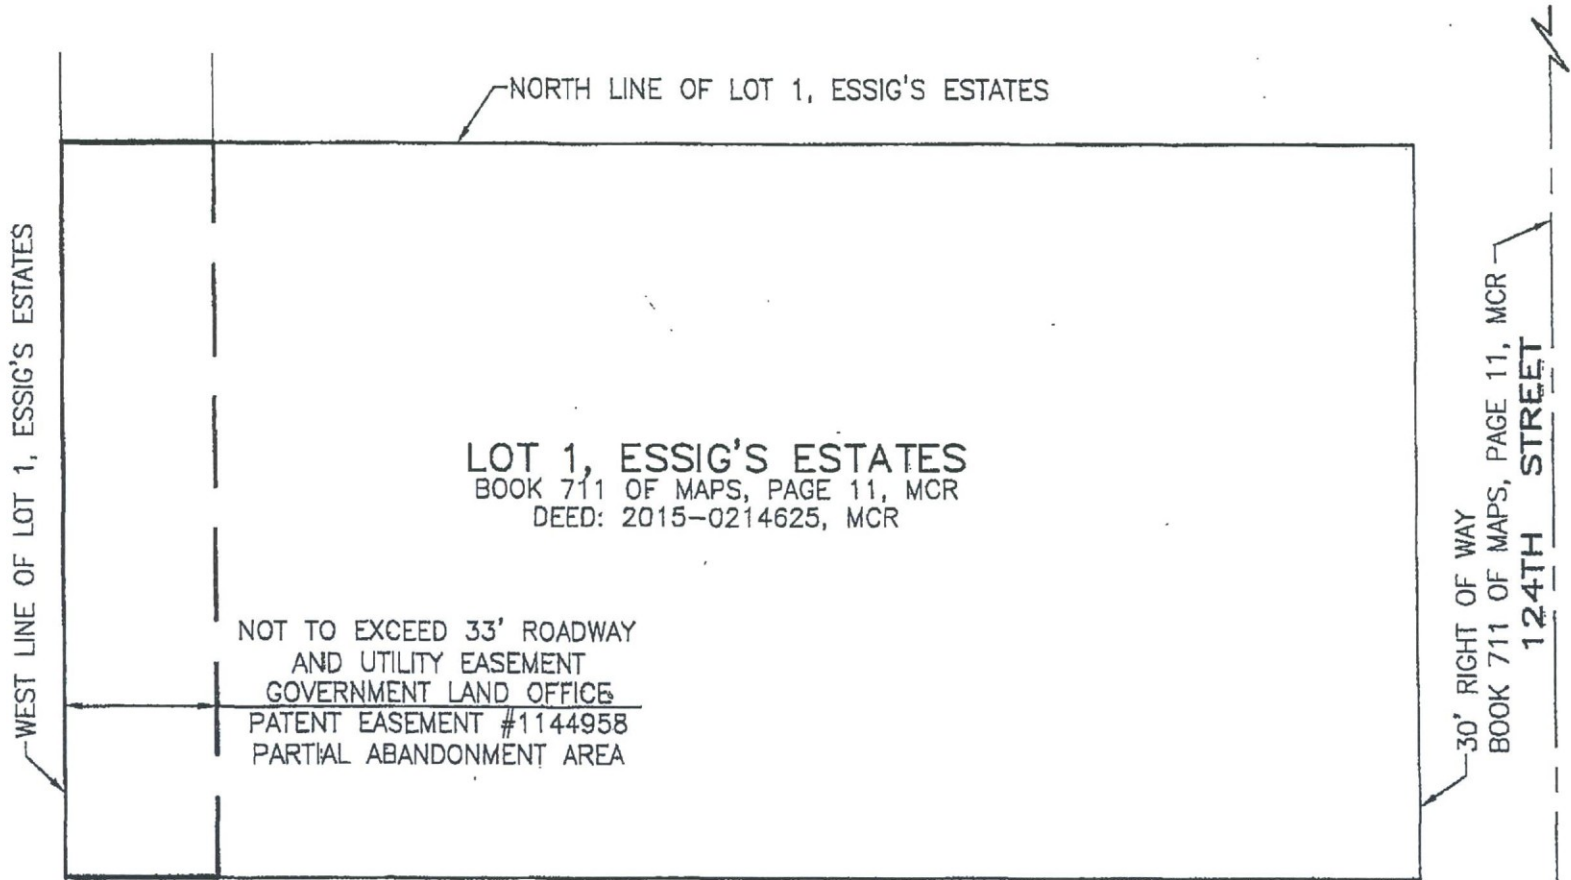 NORTH LINE OF LOT 1, ESSIG'S ESTATES
WEST LINE OF LOT 1, ESSIG'S ESTATES
LOT 1, ESSIG'S ESTATES
BOOK 711 OF MAPS, PAGE 11, MCR
DEED: 2015-0214625, MCR
NOT TO EXCEED 33' ROADWAY
AND UTILITY EASEMENT
GOVERNMENT LAND OFFICE
PATENT EASEMENT #1144958
PARTIAL ABANDONMENT AREA
30' RIGHT OF WAY
BOOK 711 OF MAPS, PAGE 11, MCR
124TH STREET